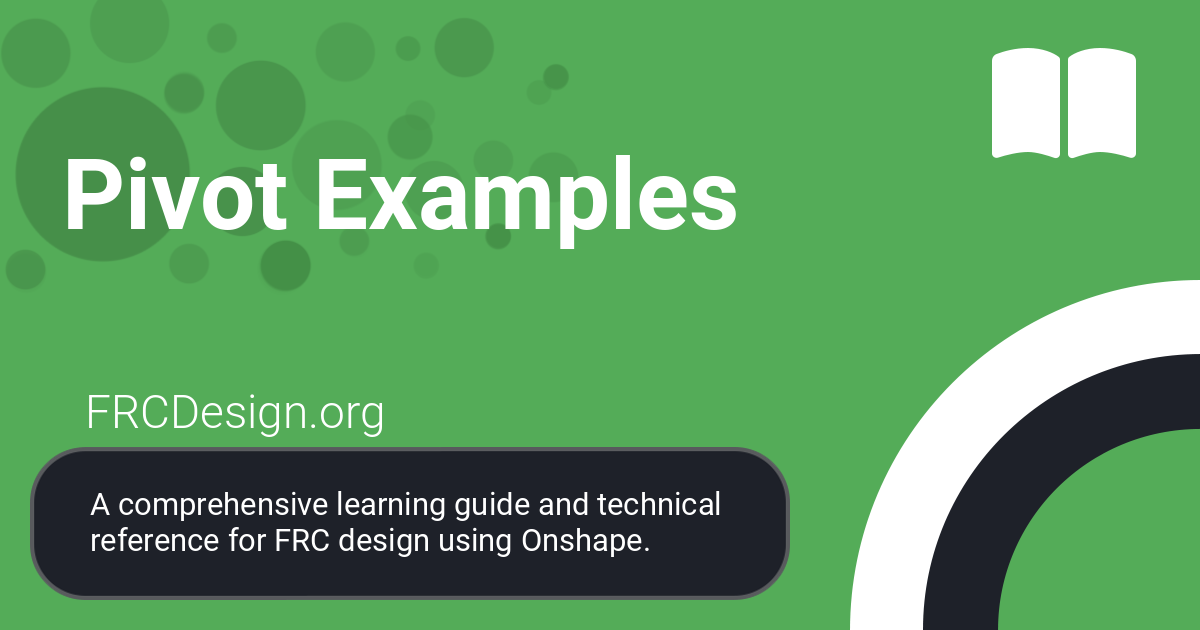 Pivot Examples
FRCDesign.org
A comprehensive learning guide and technical
reference for FRC design using Onshape.